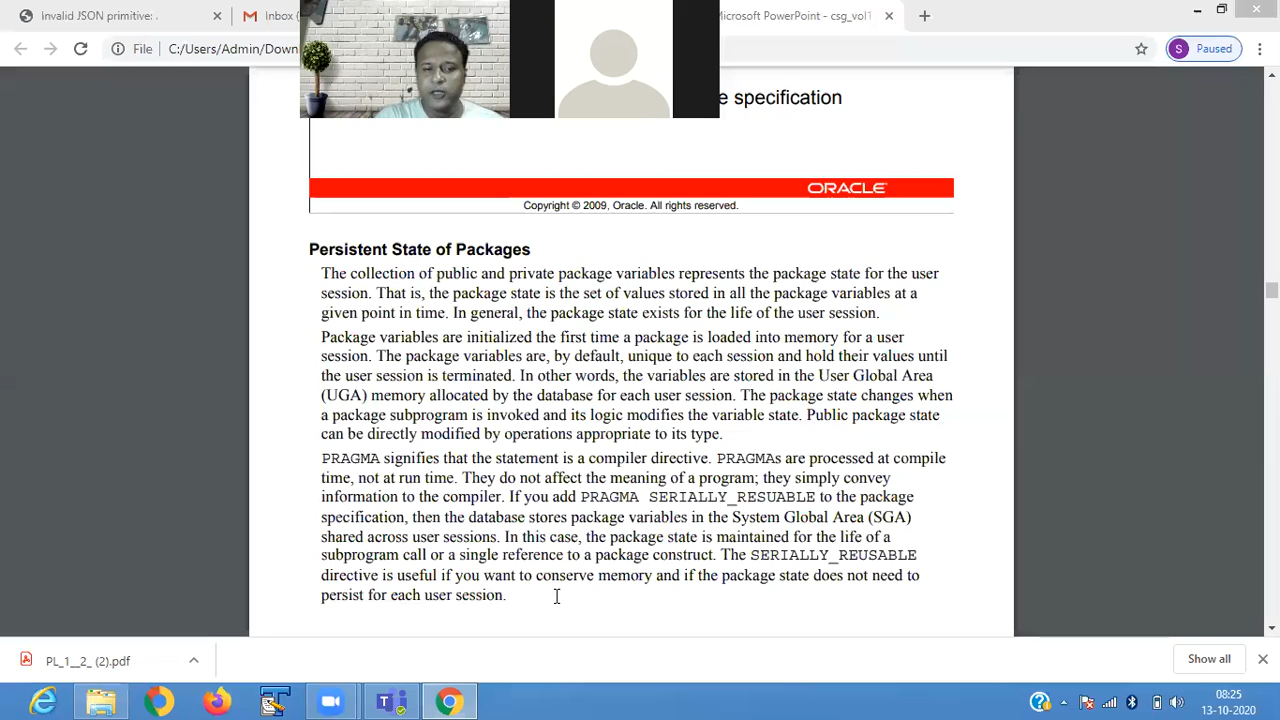 Invalid JSON primitive: .
Inbox (
Microsoft PowerPoint - csg_vol1
File
C:/Users/Admin/Down
S
Paused
e specification
ORACLE
Copyright © 2009, Oracle. All rights reserved.
Persistent State of Packages
The collection of public and private package variables represents the package state for the user
session. That is, the package state is the set of values stored in all the package variables at a
given point in time. In general, the package state exists for the life of the user session.
Package variables are initialized the first time a package is loaded into memory for a user
session. The package variables are, by default, unique to each session and hold their values until
the user session is terminated. In other words, the variables are stored in the User Global Area
(UGA) memory allocated by the database for each user session. The package state changes when
a package subprogram is invoked and its logic modifies the variable state. Public package state
can be directly modified by operations appropriate to its type.
PRAGMA signifies that the statement is a compiler directive. PRAGMAs are processed at compile
time, not at run time. They do not affect the meaning of a program; they simply convey
information to the compiler. If you add PRAGMA SERIALLY_RESUABLE to the package
specification, then the database stores package variables in the System Global Area (SGA)
shared across user sessions. In this case, the package state is maintained for the life of a
subprogram call or a single reference to a package construct. The SERIALLY_REUSABLE
directive is useful if you want to conserve memory and if the package state does not need to
persist for each user session.
PL_1__2_ (2).pdf
Show all
08:25
13-10-2020